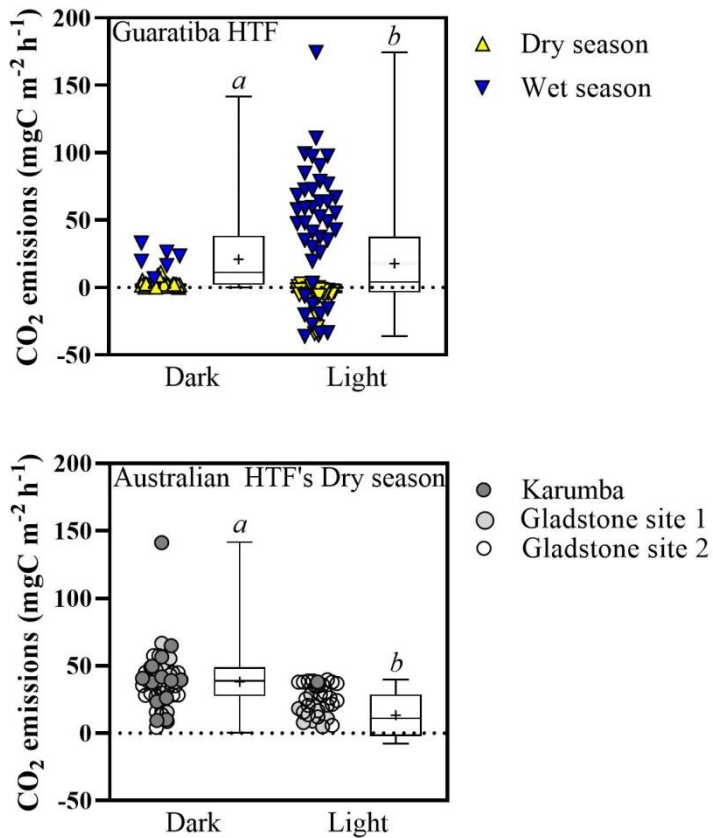 Guaratiba HTF
CO₂ emissions (mgC m⁻² h⁻¹)
200
150
100
50
0
-50
a
b
Dark
Light
Dry season
Wet season
Australian HTF's Dry season
CO₂ emissions (mgC m⁻² h⁻¹)
200
150
100
50
0
-50
a
b
Dark
Light
Karumba
Gladstone site 1
Gladstone site 2